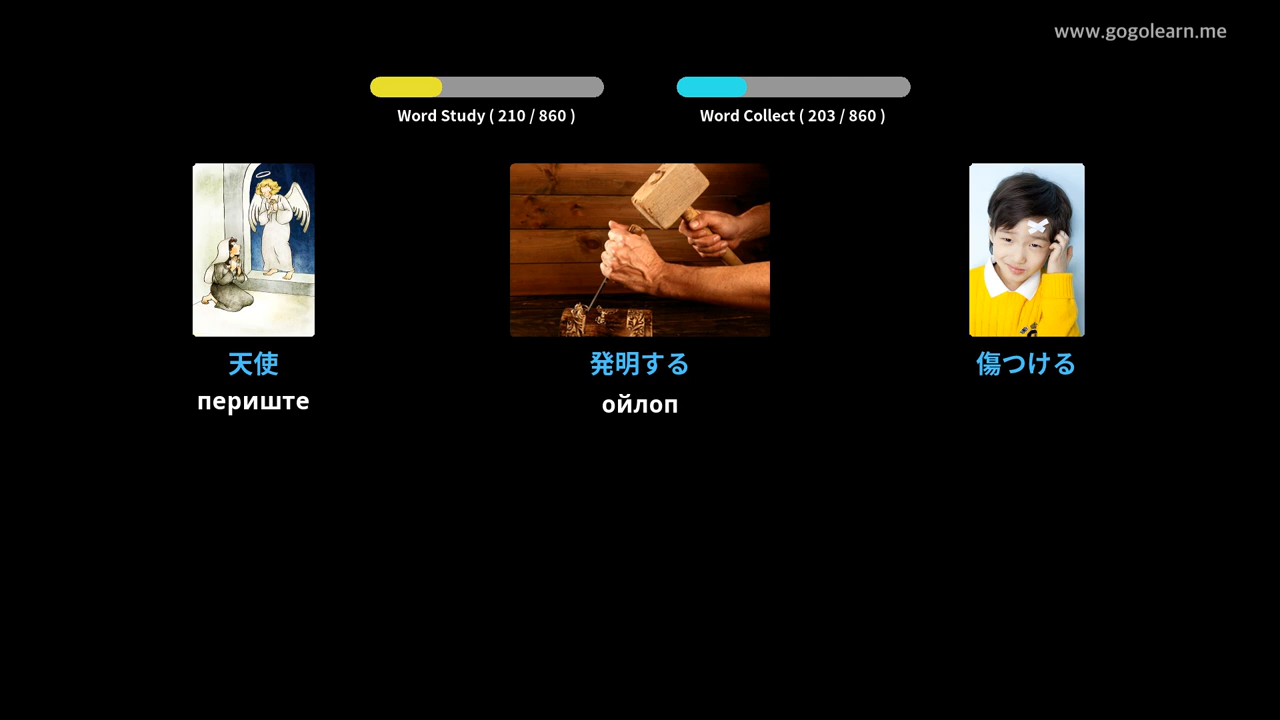 www.gogolearn.me
Word Study ( 210 / 860 )
Word Collect ( 203 / 860 )
天使
発明する
傷つける
периште
ойлоп